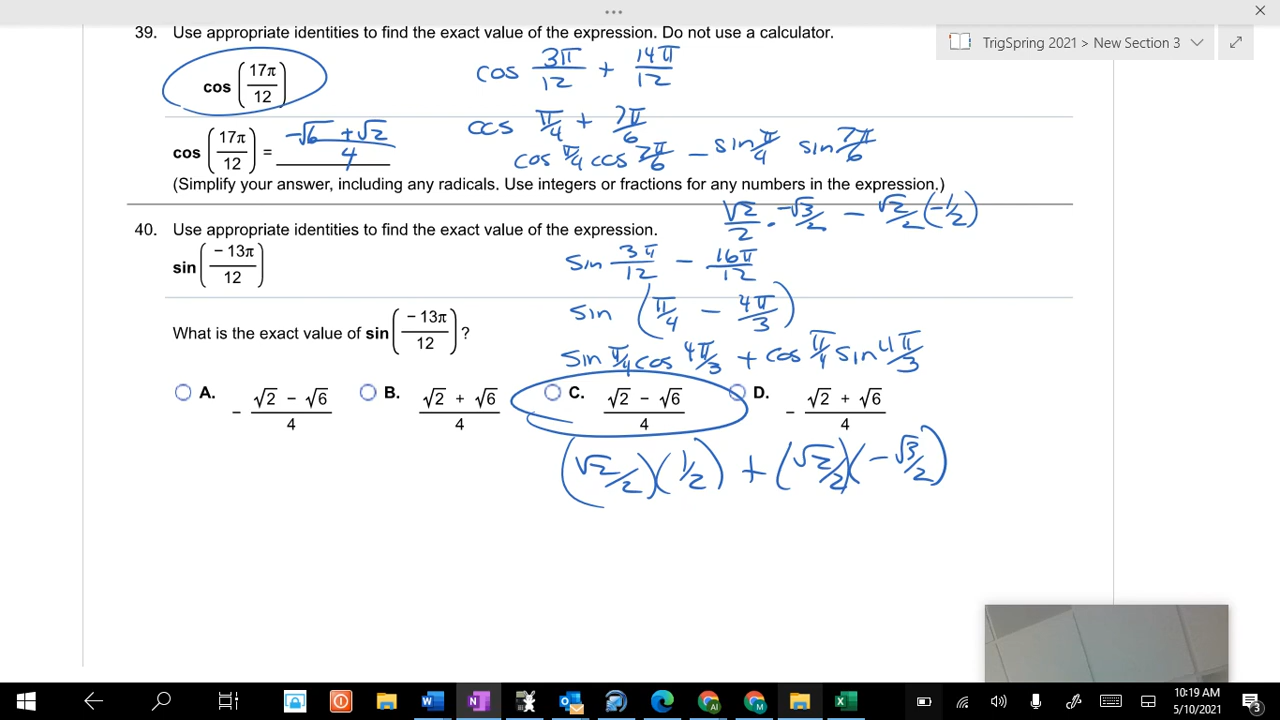 39. Use appropriate identities to find the exact value of the expression. Do not use a calculator.
TrigSpring 2021 > New Section 3
cos (17π/12)
cos 3π/12 + 14π/12
cos π/4 + 7π/6
cos (17π/12) = -√6 + √2 / 4
cos π/4 cos 7π/6 - sin π/4 sin 7π/6
(Simplify your answer, including any radicals. Use integers or fractions for any numbers in the expression.)
√2/2 · -√3/2 - √2/2 (-1/2)
40. Use appropriate identities to find the exact value of the expression.
sin (-13π/12)
sin 3π/12 - 16π/12
sin (π/4 - 4π/3)
What is the exact value of sin (-13π/12) ?
sin π/4 cos 4π/3 + cos π/4 sin 4π/3
A. - √2 - √6 / 4
B. √2 + √6 / 4
C. √2 - √6 / 4
D. - √2 + √6 / 4
(√2/2)(1/2) + (√2/2)(-√3/2)
10:19 AM
5/10/2021
3